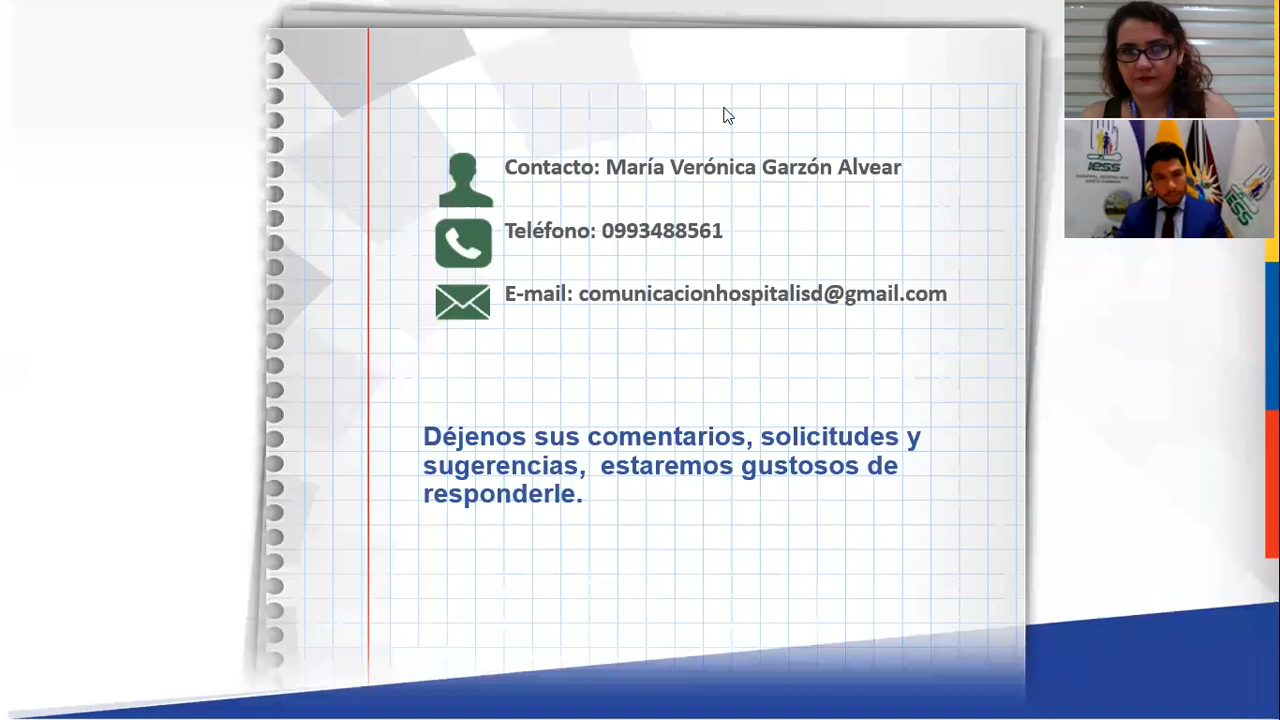 Contacto: María Verónica Garzón Alvear
Teléfono: 0993488561
E-mail: comunicacionhospitalisd@gmail.com
Déjenos sus comentarios, solicitudes y
sugerencias, estaremos gustosos de
responderle.
IESS
IESS